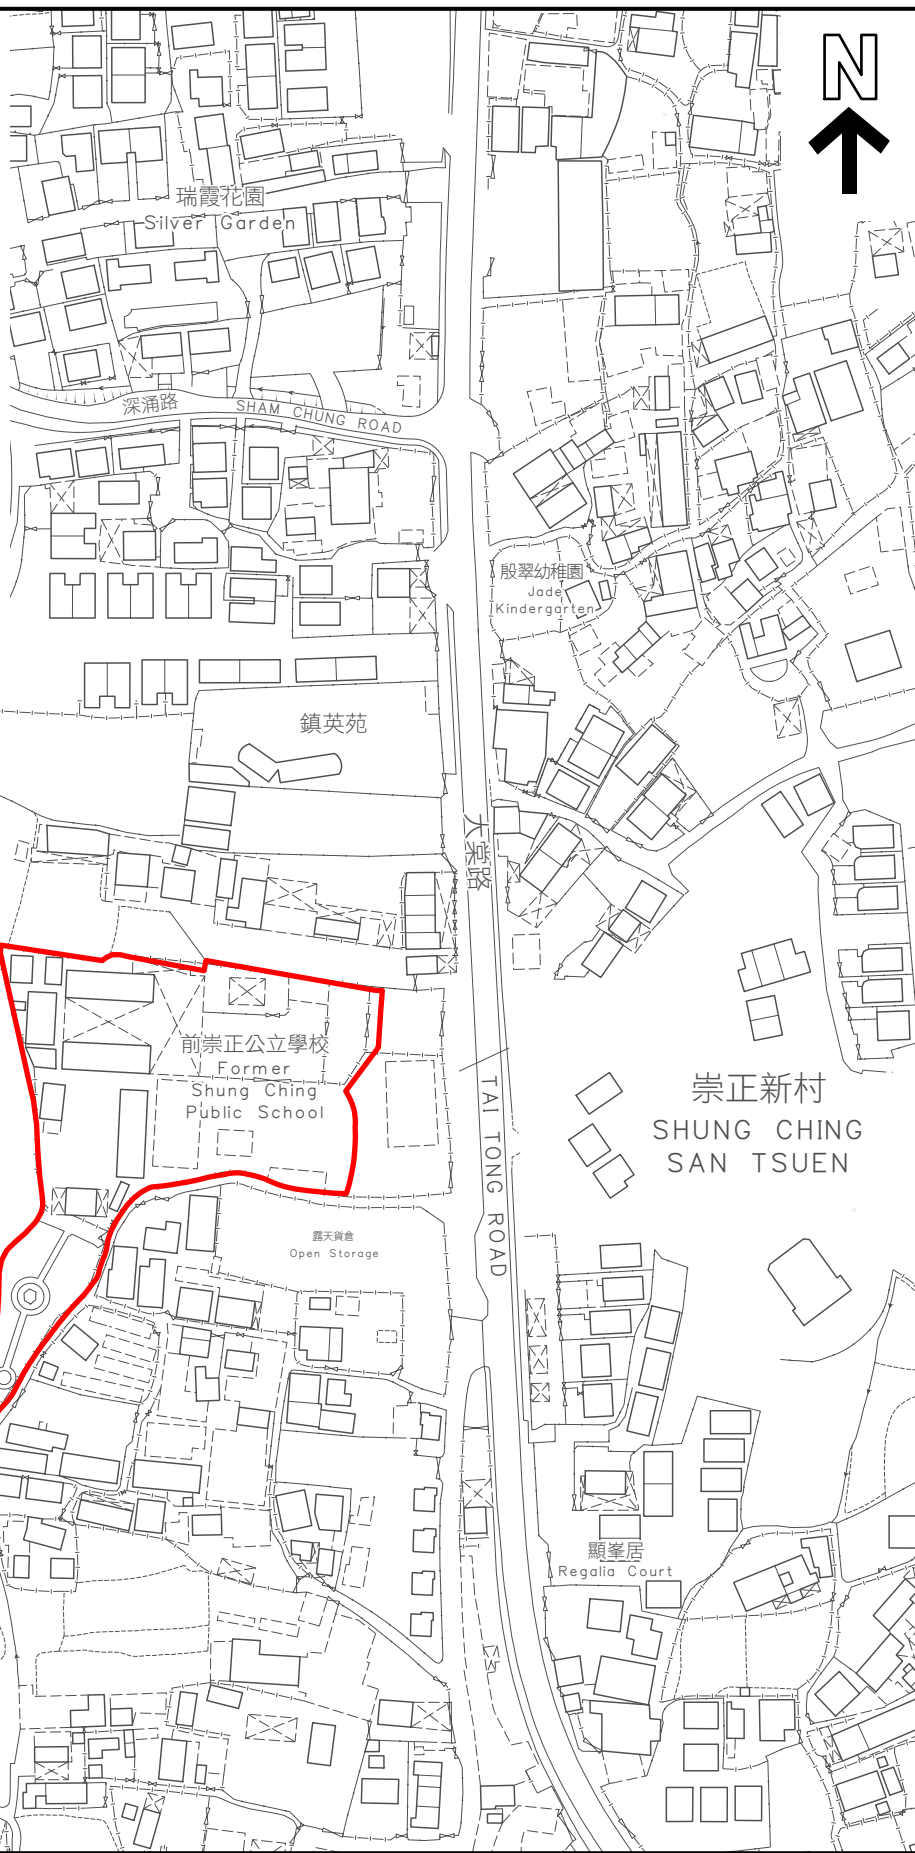 N
瑞霞花園
Silver Garden
深涌路
SHAM CHUNG ROAD
殷翠幼稚園
Jade
Kindergarten
鎮英苑
大棠路
前崇正公立學校
Former
Shung Ching
Public School
崇正新村
SHUNG CHING
SAN TSUEN
TAI TONG ROAD
露天貨倉
Open Storage
顯峯居
Regalia Court